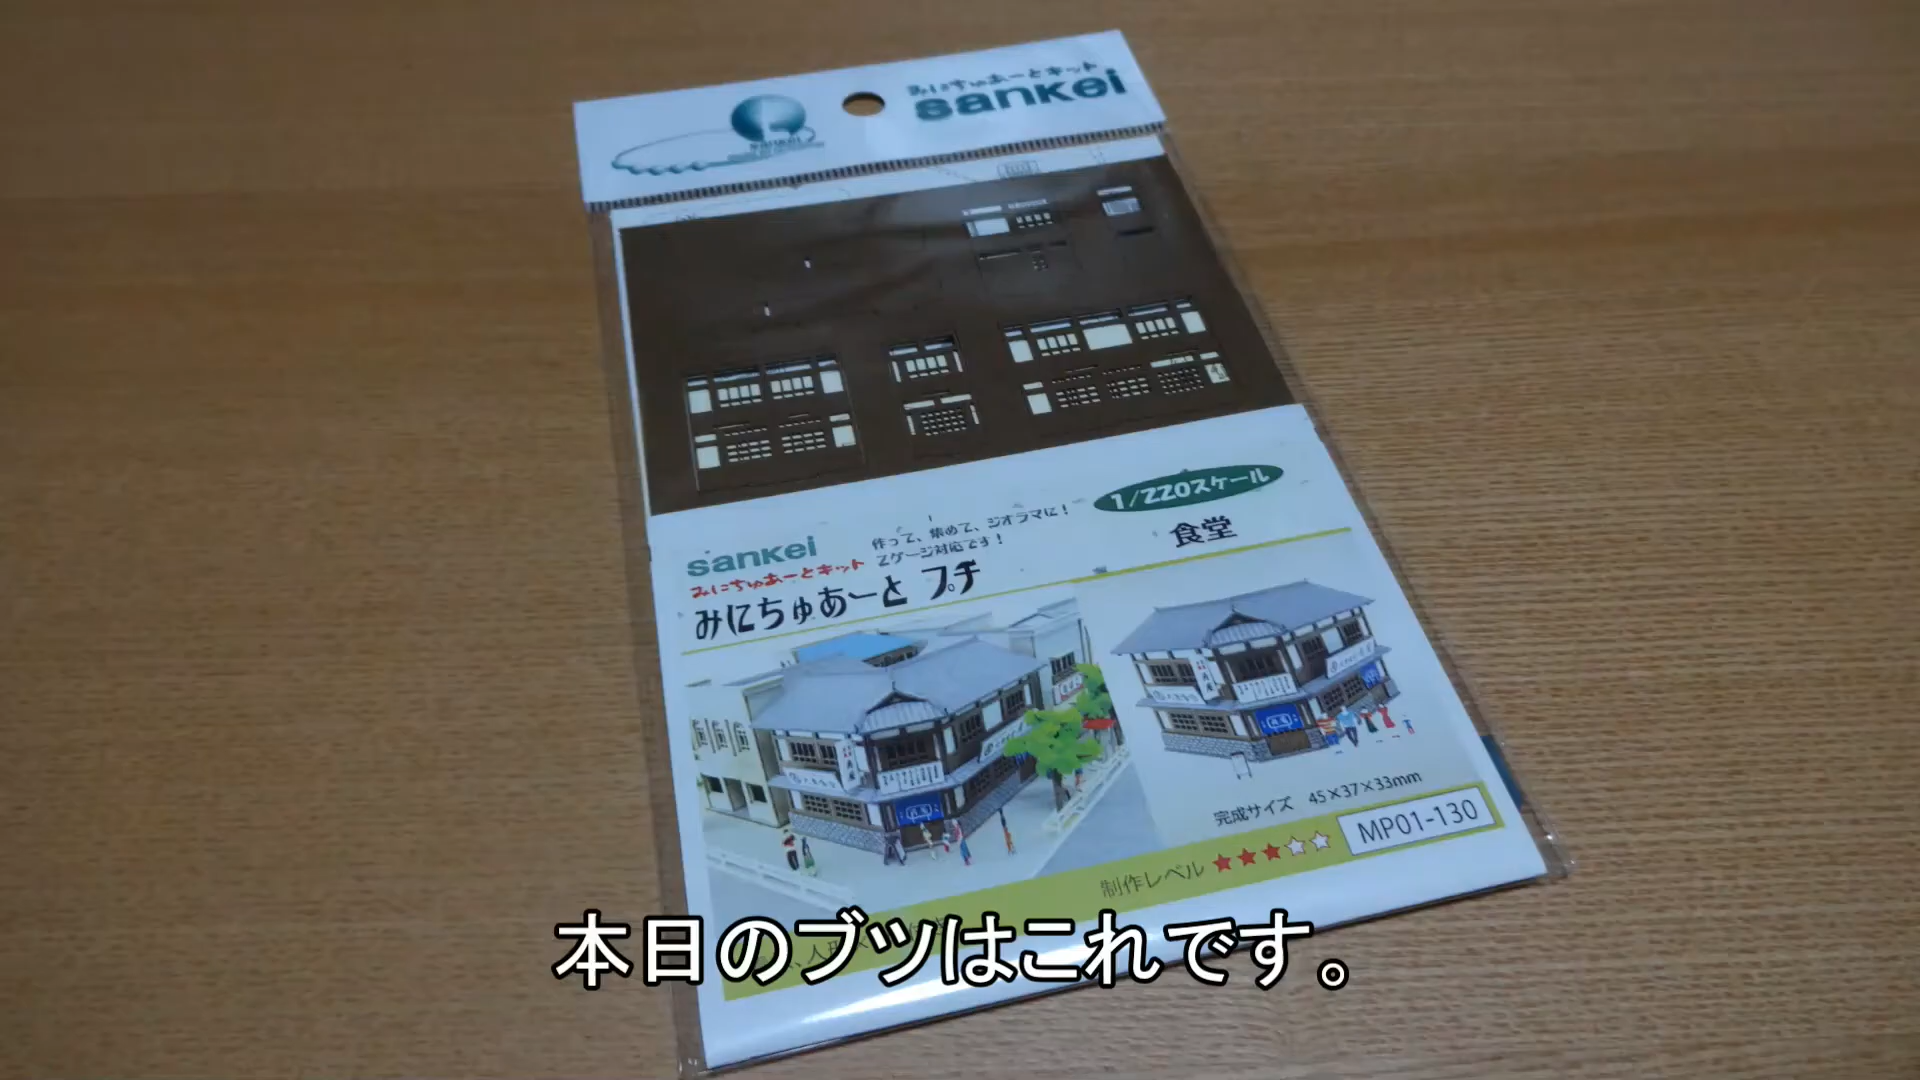 みにちゅあーとキット
sankei
1/220スケール
食堂
sankei
作って、集めて、ジオラマに！
みにちゅあーとキット
Zゲージ対応です！
みにちゅあーと プチ
完成サイズ 45×37×33mm
制作レベル ★★★☆☆
MP01-130
本日のブツはこれです。